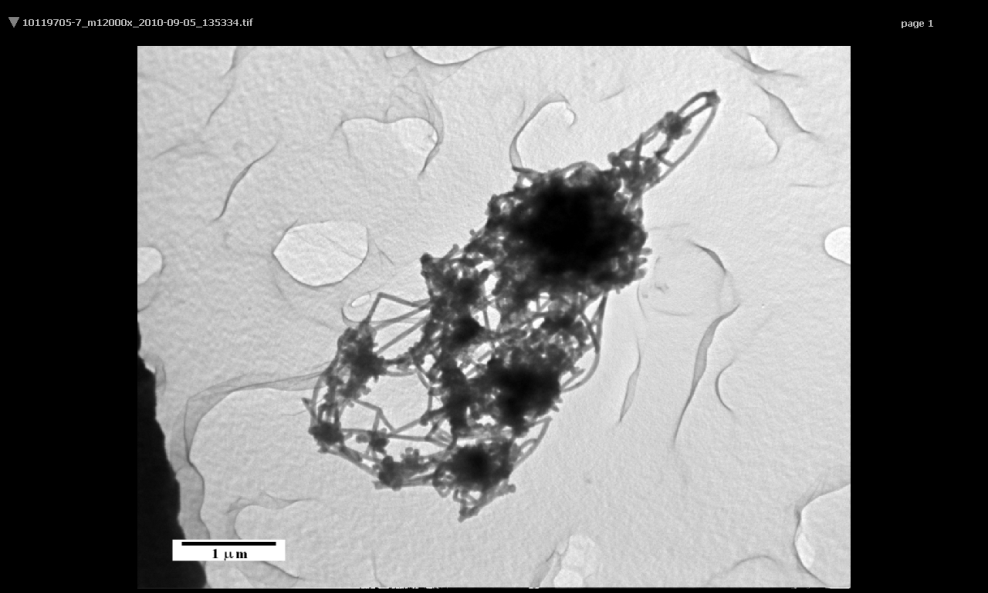 10119705-7_m12000x_2010-09-05_135334.tif
page 1
1 μm